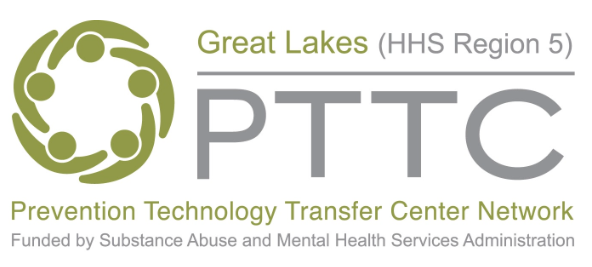 Great Lakes (HHS Region 5)
PTTC
Prevention Technology Transfer Center Network
Funded by Substance Abuse and Mental Health Services Administration